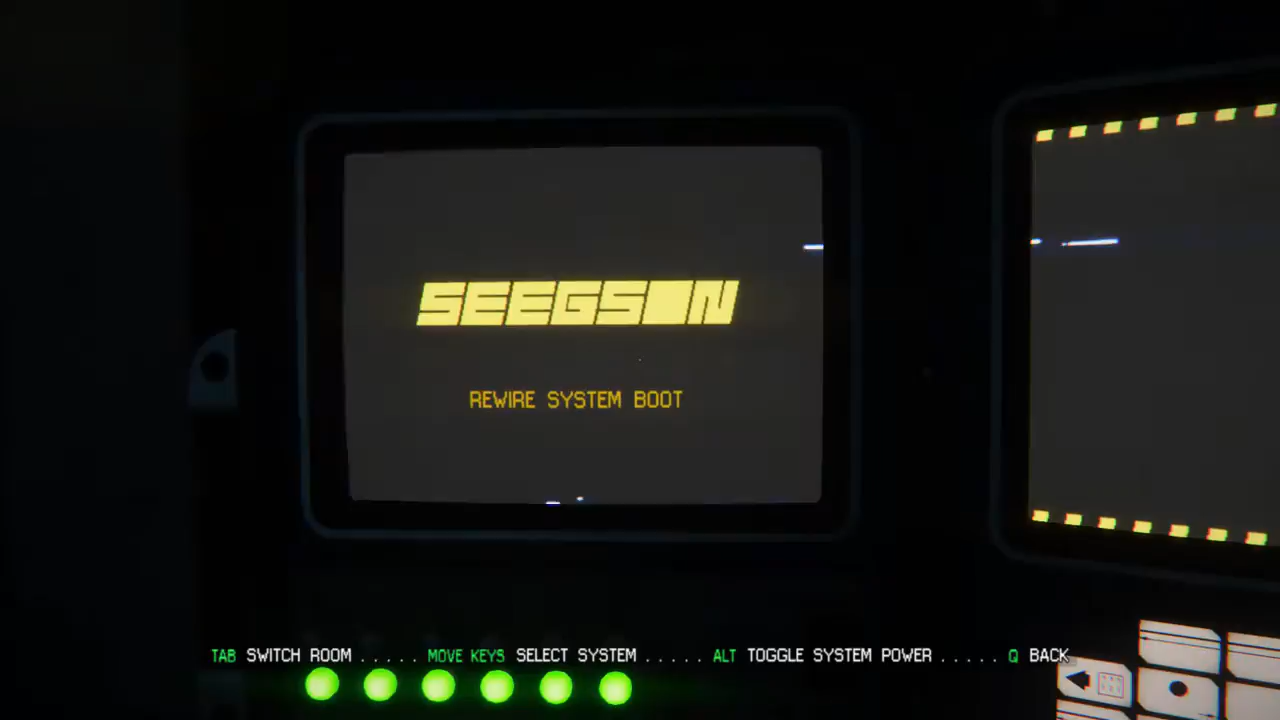 SEEGSON
REWIRE SYSTEM BOOT
TAB SWITCH ROOM ..... MOVE KEYS SELECT SYSTEM ..... ALT TOGGLE SYSTEM POWER ..... Q BACK